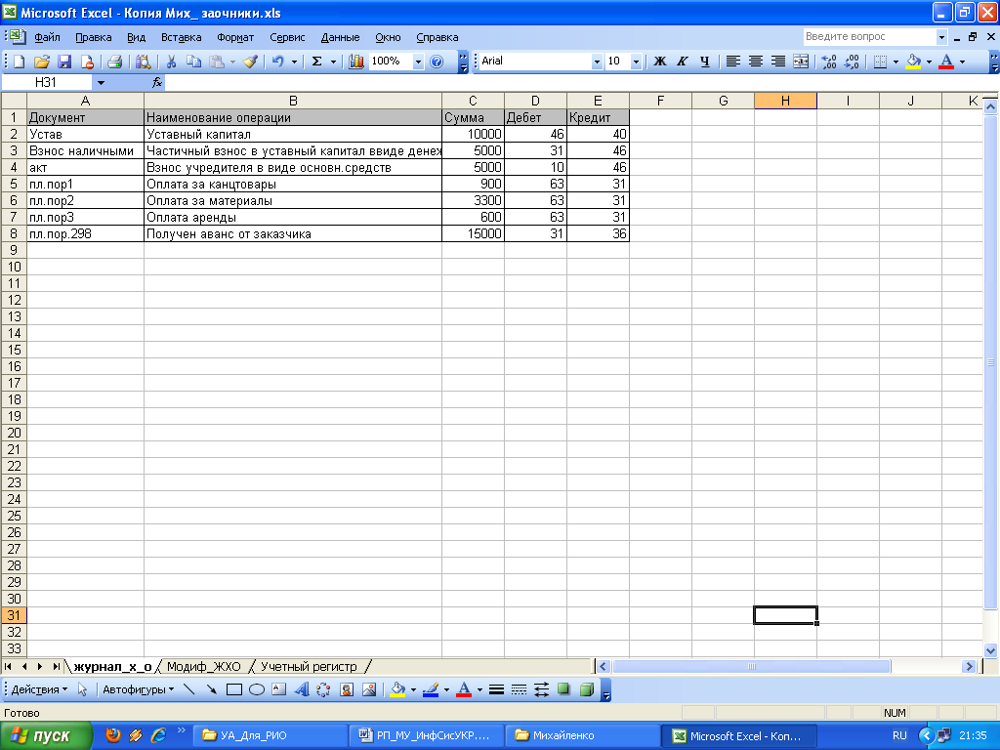 Microsoft Excel - Копия Мих_ заочники.xls
Файл Правка Вид Вставка Формат Сервис Данные Окно Справка Введите вопрос
100% Arial 10 Ж К Ч
H31 fx
A B C D E F G H I J K
1 Документ Наименование операции Сумма Дебет Кредит
2 Устав Уставный капитал 10000 46 40
3 Взнос наличными Частичный взнос в уставный капитал ввиде денеж 5000 31 46
4 акт Взнос учредителя в виде основн.средств 5000 10 46
5 пл.пор1 Оплата за канцтовары 900 63 31
6 пл.пор2 Оплата за материалы 3300 63 31
7 пл.пор3 Оплата аренды 600 63 31
8 пл.пор.298 Получен аванс от заказчика 15000 31 36
9
10
11
12
13
14
15
16
17
18
19
20
21
22
23
24
25
26
27
28
29
30
31
32
33
журнал_х_о Модиф_ЖХО Учетный регистр
Действия Автофигуры
Готово NUM
пуск УА_Для_РИО РП_МУ_ИнфСисУКР.... Михайленко Microsoft Excel - Коп... RU 21:35